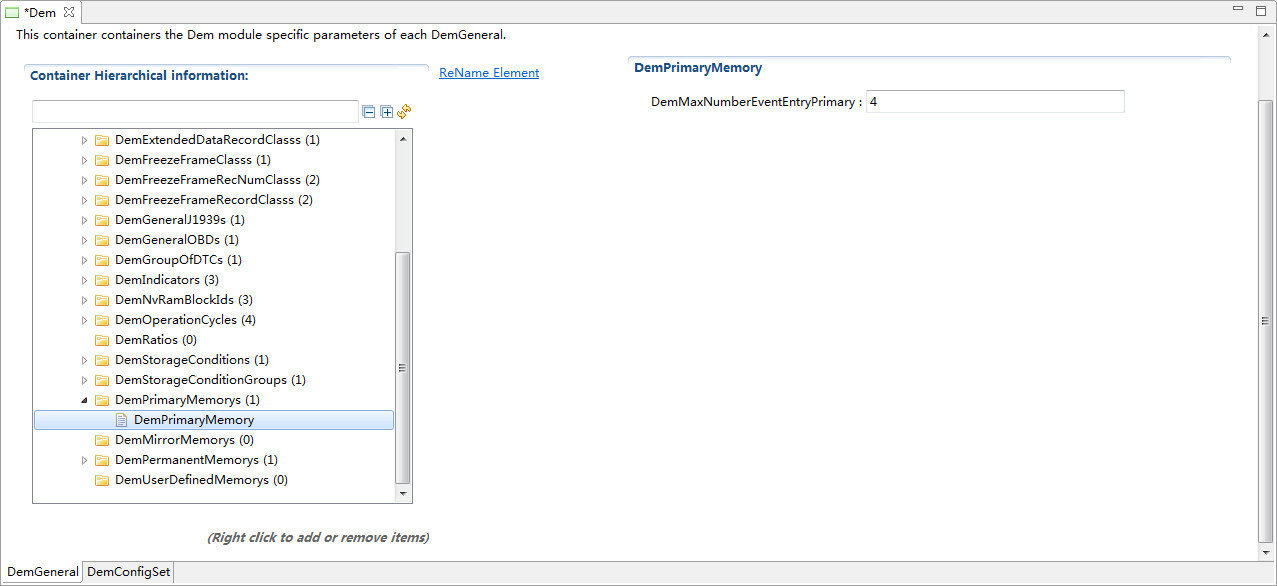 *Dem
This container containers the Dem module specific parameters of each DemGeneral.
Container Hierarchical information:
ReName Element
DemExtendedDataRecordClasss (1)
DemFreezeFrameClasss (1)
DemFreezeFrameRecNumClasss (2)
DemFreezeFrameRecordClasss (2)
DemGeneralJ1939s (1)
DemGeneralOBDs (1)
DemGroupOfDTCs (1)
DemIndicators (3)
DemNvRamBlockIds (3)
DemOperationCycles (4)
DemRatios (0)
DemStorageConditions (1)
DemStorageConditionGroups (1)
DemPrimaryMemorys (1)
DemPrimaryMemory
DemMirrorMemorys (0)
DemPermanentMemorys (1)
DemUserDefinedMemorys (0)
(Right click to add or remove items)
DemPrimaryMemory
DemMaxNumberEventEntryPrimary : 4
DemGeneral DemConfigSet